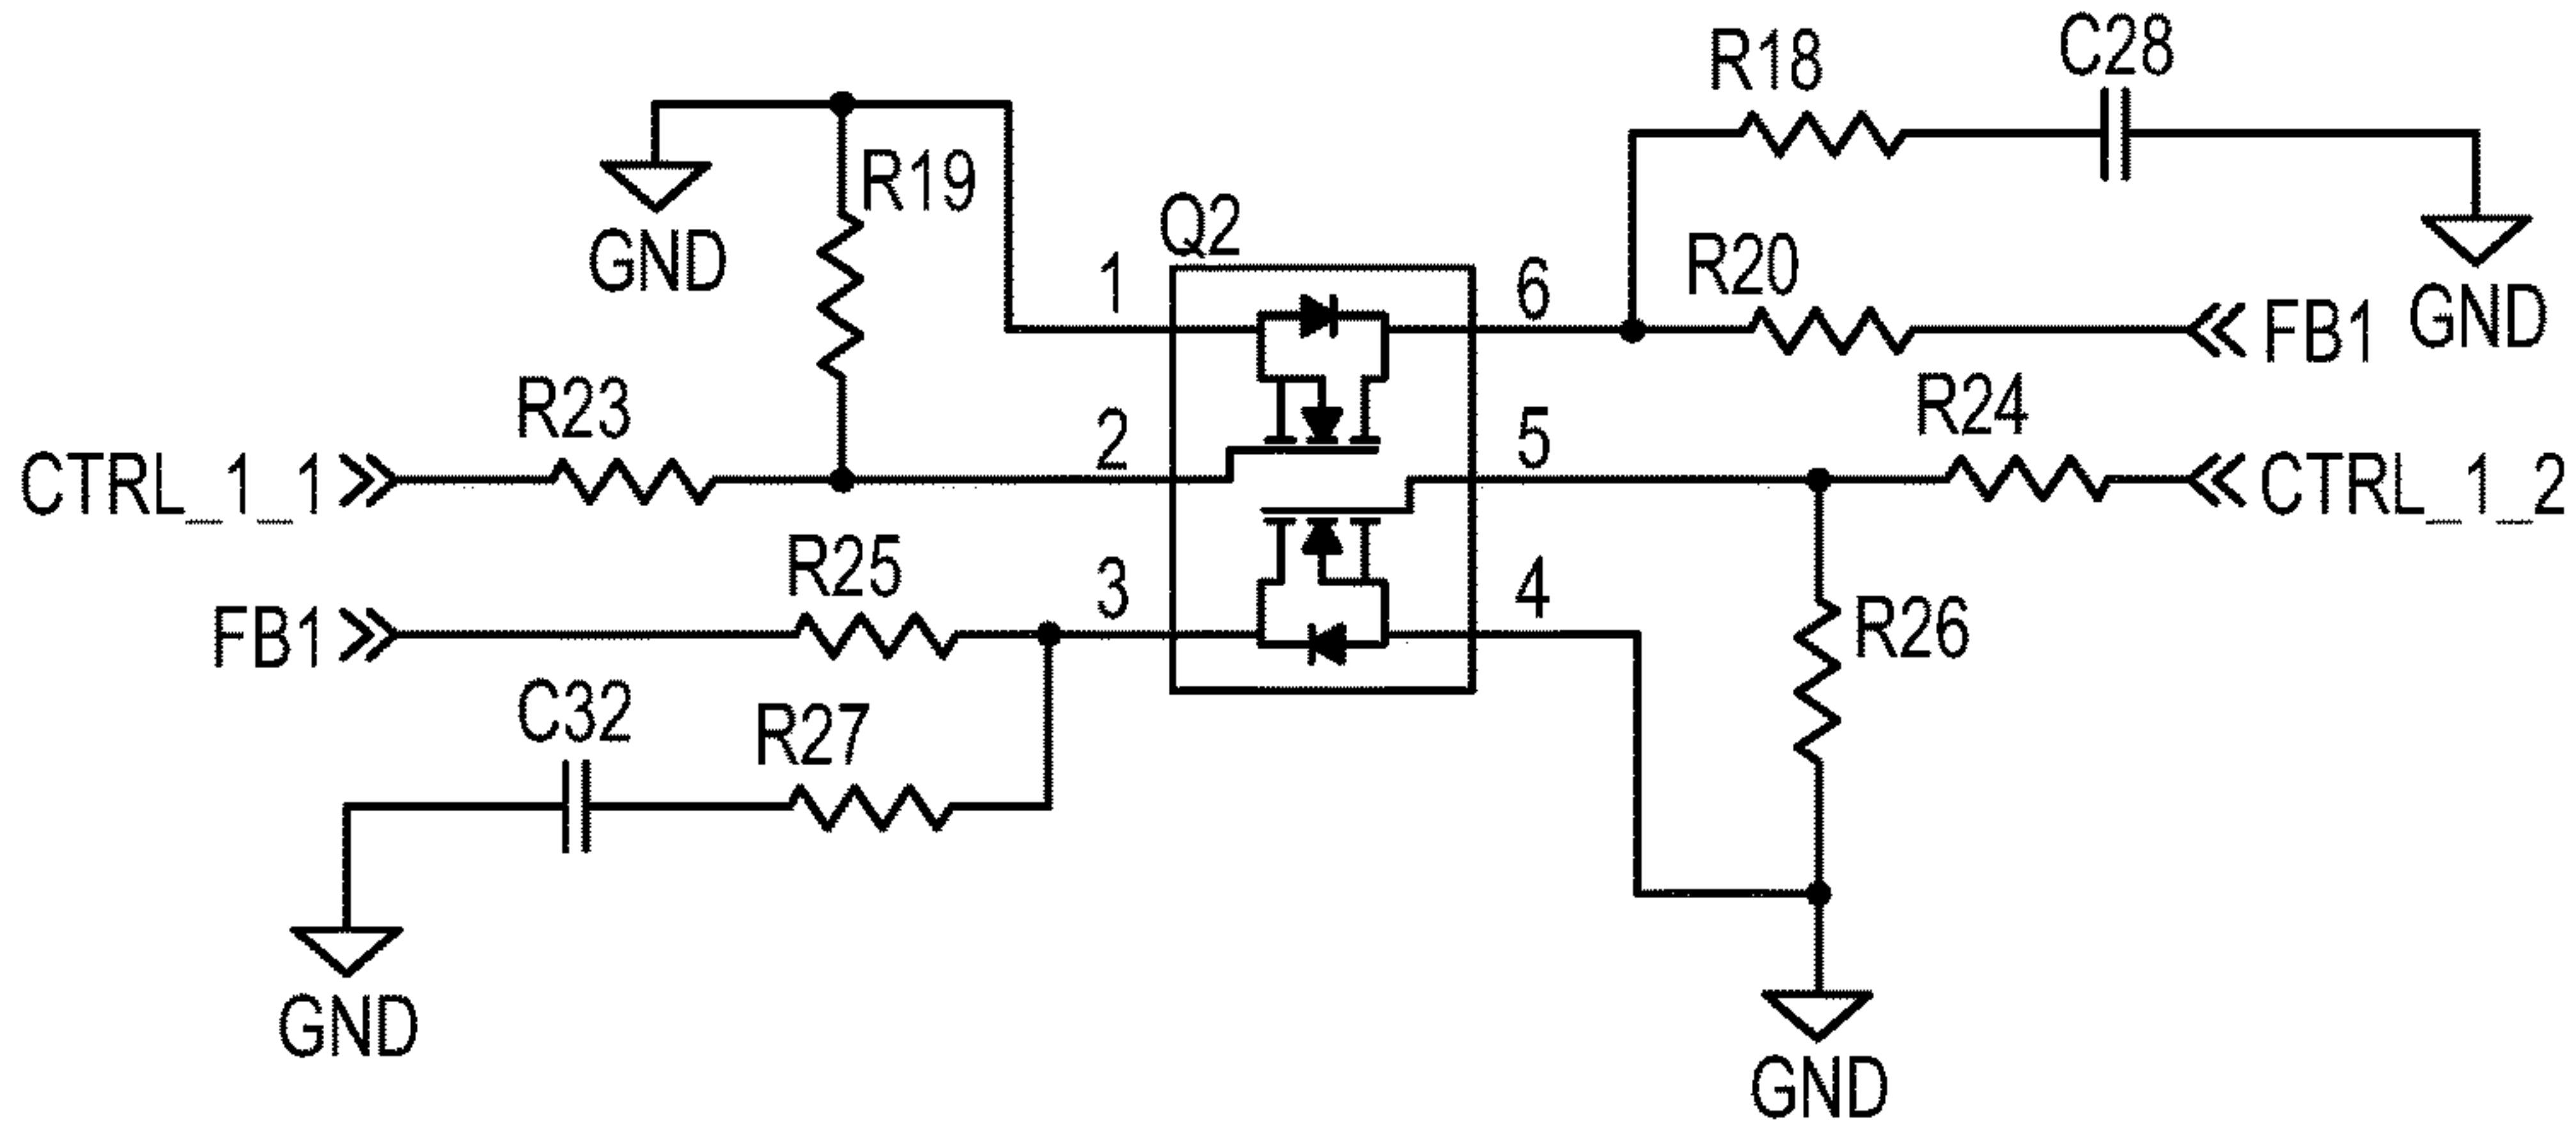 R18
C28
R19
GND
Q2
1
6
R20
FB1
GND
R23
2
5
R24
CTRL_1_1
CTRL_1_2
R25
3
4
FB1
R26
C32
R27
GND
GND